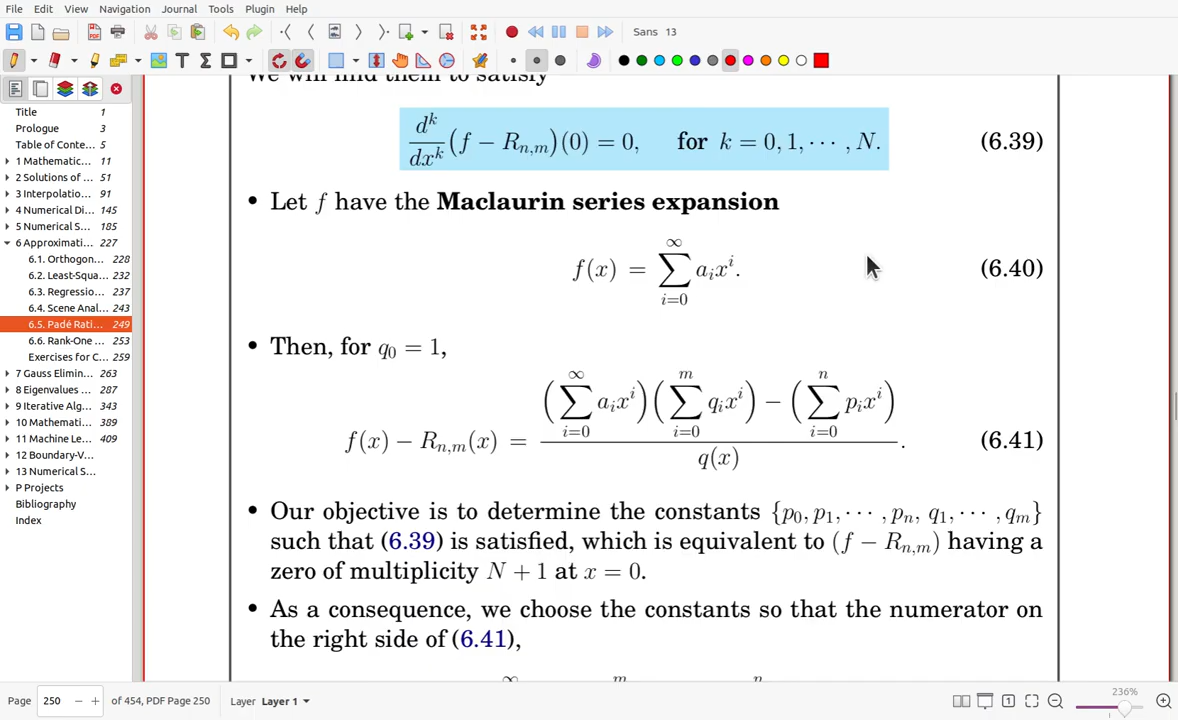 File Edit View Navigation Journal Tools Plugin Help
Sans 13
Title 1
Prologue 3
Table of Conte... 5
1 Mathematic... 11
2 Solutions of ... 51
3 Interpolatio... 91
4 Numerical Di... 145
5 Numerical S... 185
6 Approximati... 227
6.1. Orthogon... 228
6.2. Least-Squa... 232
6.3. Regressio... 237
6.4. Scene Anal... 243
6.5. Padé Rati... 249
6.6. Rank-One ... 253
Exercises for C... 259
7 Gauss Elimin... 263
8 Eigenvalues ... 287
9 Iterative Alg... 343
10 Mathemati... 389
11 Machine Le... 409
12 Boundary-V...
13 Numerical S...
P Projects
Bibliography
Index
We will find them to satisfy
d^k/dx^k (f − R_{n,m})(0) = 0, for k = 0, 1, ··· , N. (6.39)
• Let f have the Maclaurin series expansion
f(x) = ∑_{i=0}^{∞} a_i x^i. (6.40)
• Then, for q_0 = 1,
f(x) − R_{n,m}(x) = ((∑_{i=0}^{∞} a_i x^i)(∑_{i=0}^{m} q_i x^i) − (∑_{i=0}^{n} p_i x^i)) / q(x). (6.41)
• Our objective is to determine the constants {p_0, p_1, ··· , p_n, q_1, ··· , q_m}
such that (6.39) is satisfied, which is equivalent to (f − R_{n,m}) having a
zero of multiplicity N + 1 at x = 0.
• As a consequence, we choose the constants so that the numerator on
the right side of (6.41),
∞ m n
Page 250 − + of 454, PDF Page 250 Layer Layer 1 236%